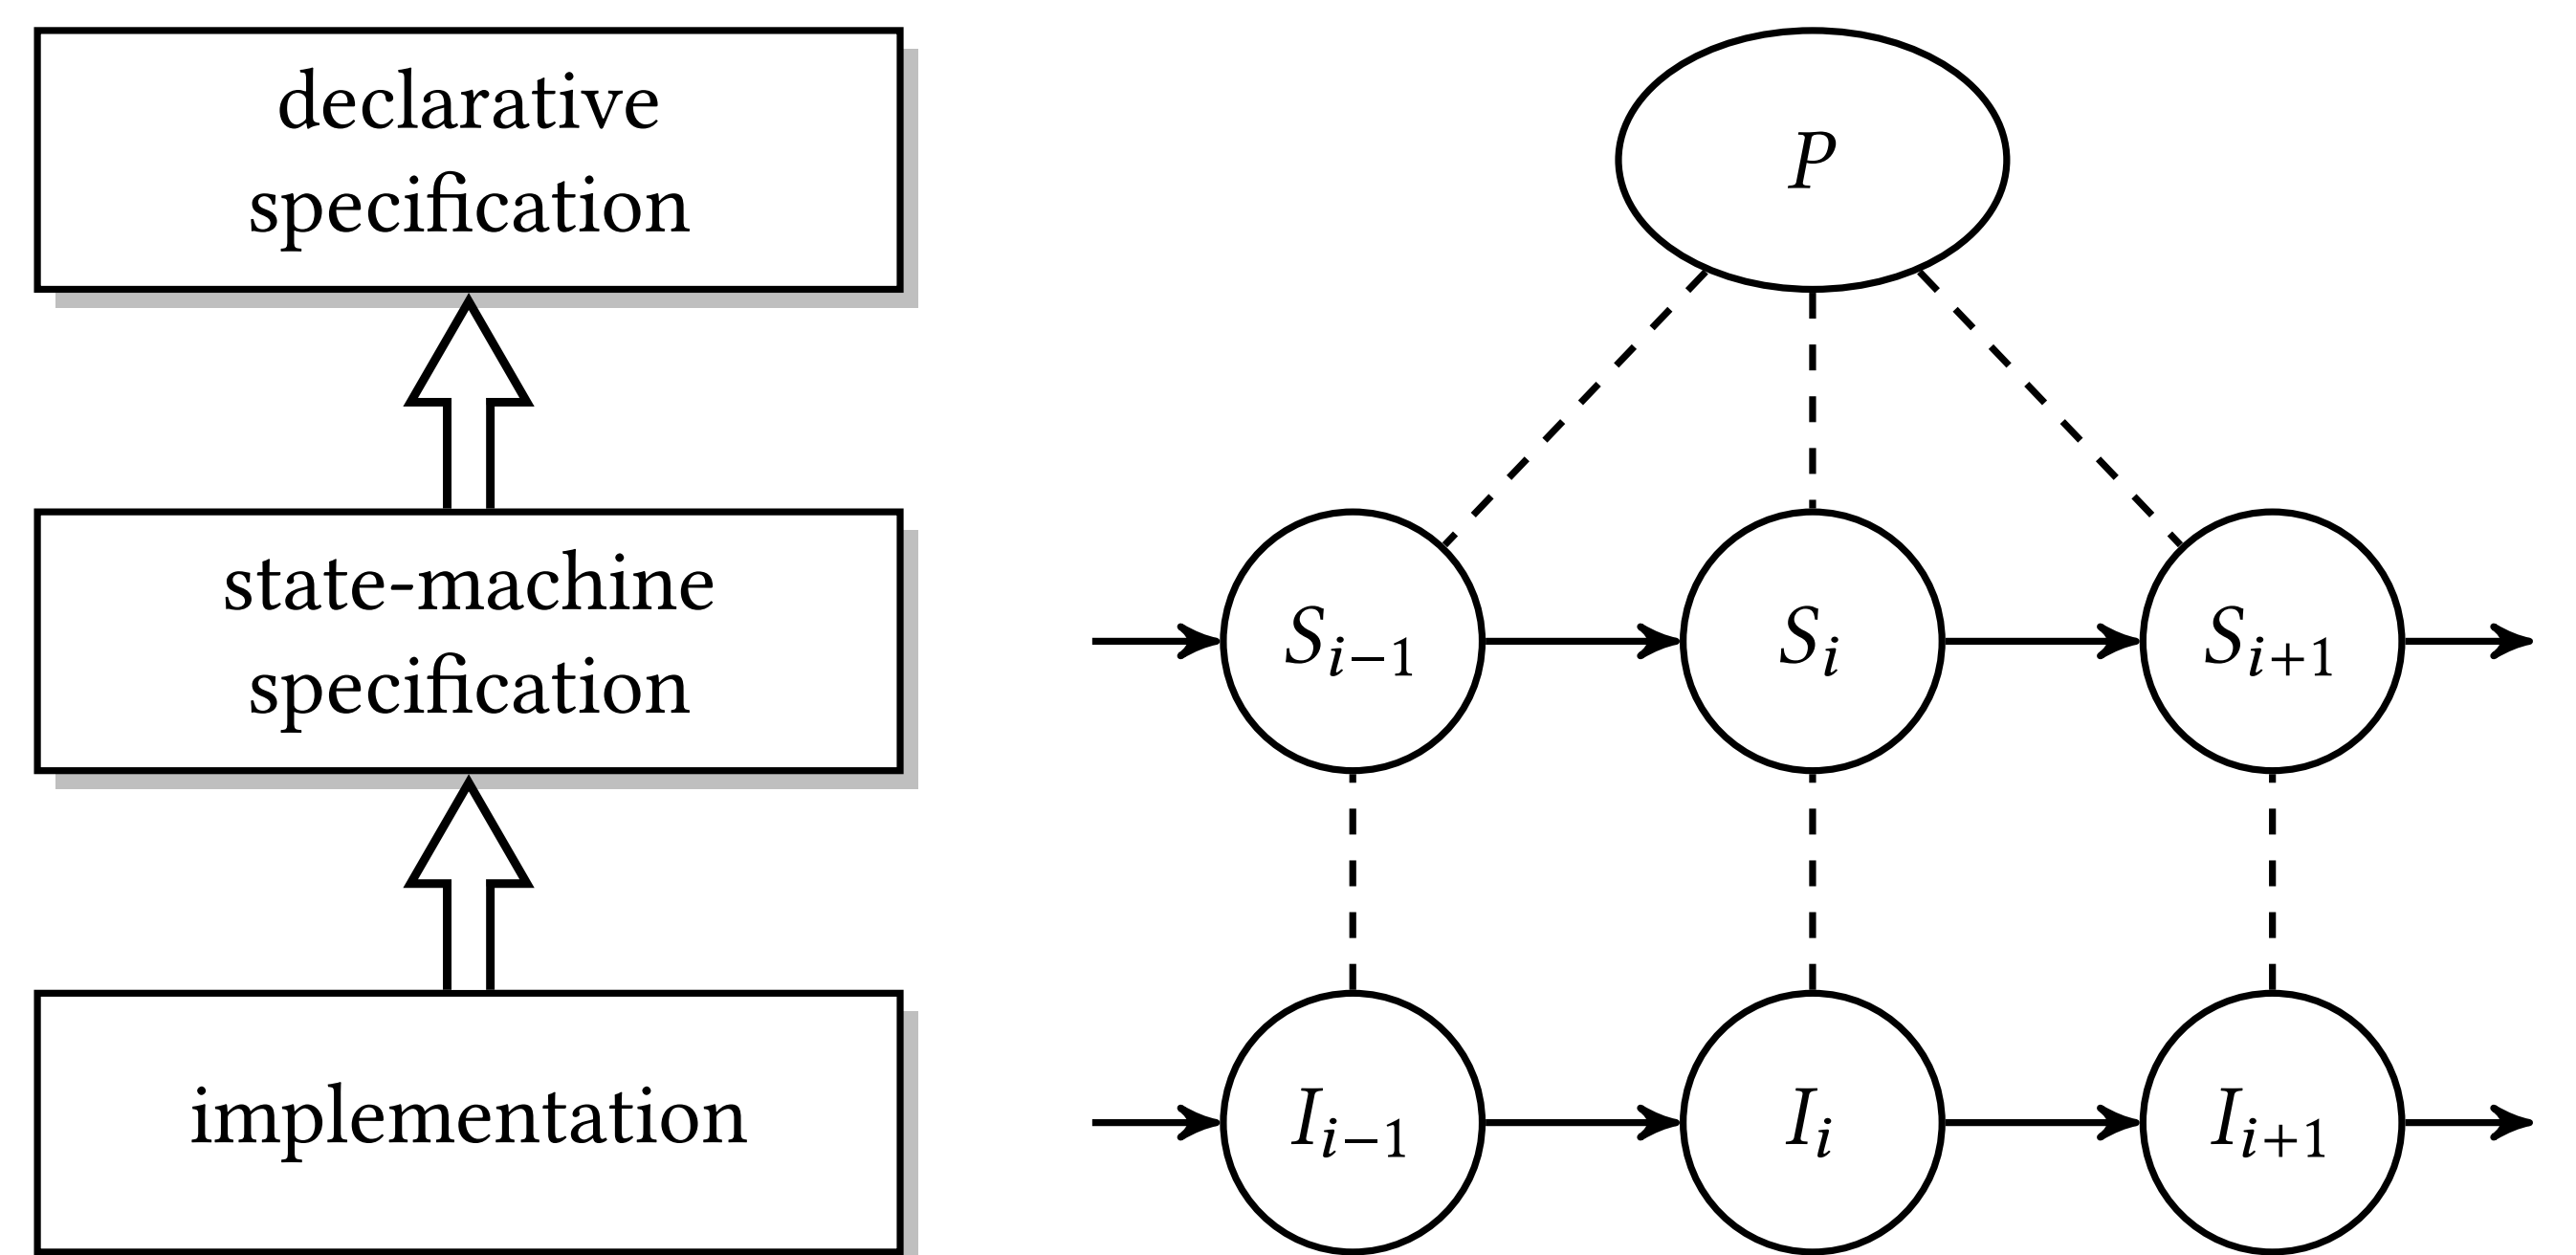 declarative
specification
P
state-machine
specification
S_{i−1}
S_i
S_{i+1}
implementation
I_{i−1}
I_i
I_{i+1}